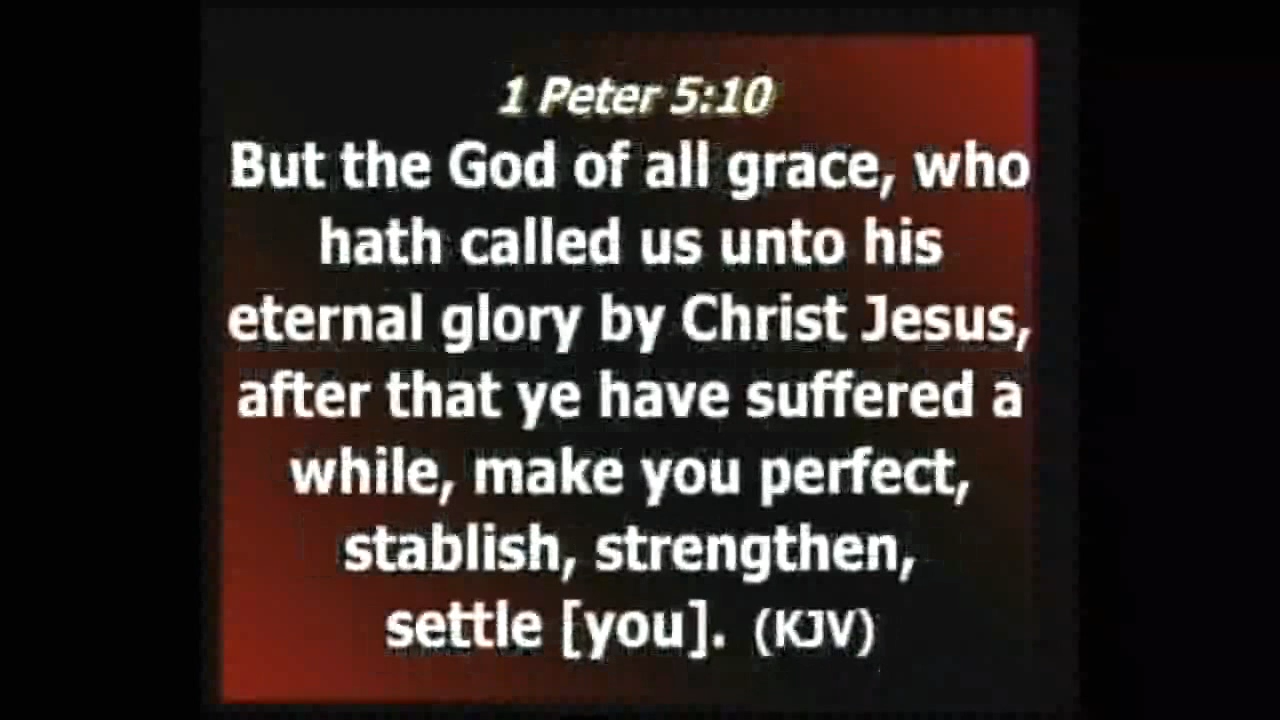 1 Peter 5:10
But the God of all grace, who
hath called us unto his
eternal glory by Christ Jesus,
after that ye have suffered a
while, make you perfect,
stablish, strengthen,
settle [you]. (KJV)